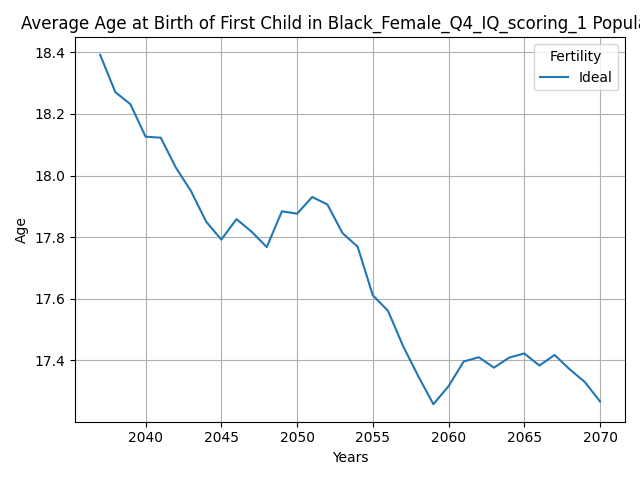 Average Age at Birth of First Child in Black_Female_Q4_IQ_scoring_1 Popula
18.4
18.2
18.0
17.8
17.6
17.4
Age
Fertility
Ideal
2040 2045 2050 2055 2060 2065 2070
Years